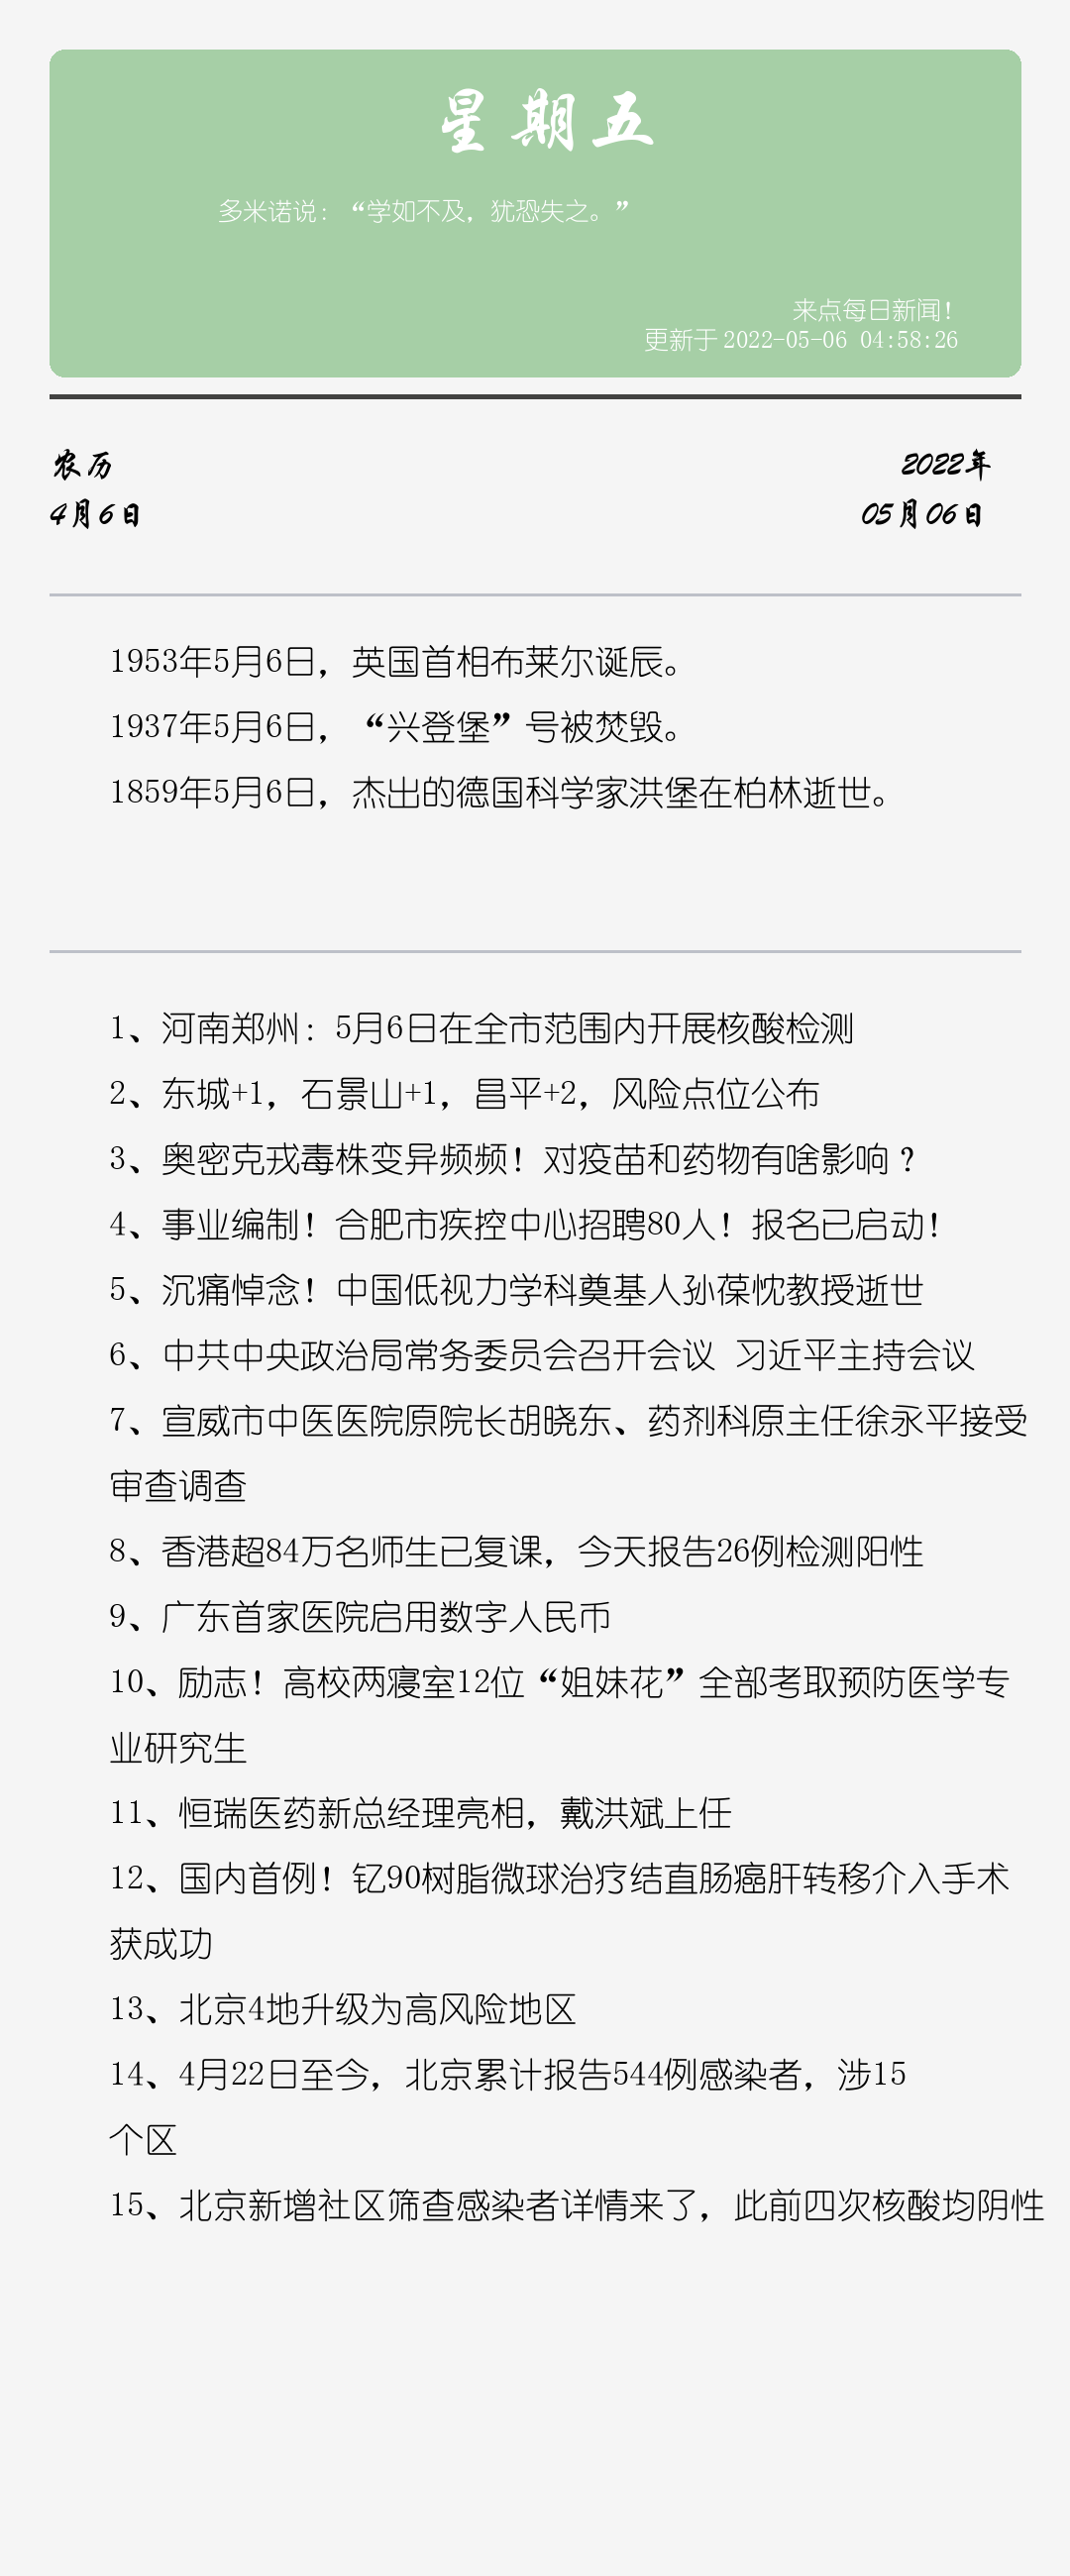 星期五
多米诺说：“学如不及，犹恐失之。”
来点每日新闻！
更新于 2022-05-06 04:58:26
农历
2022年
4月6日
05月06日
1953年5月6日，英国首相布莱尔诞辰。
1937年5月6日，“兴登堡”号被焚毁。
1859年5月6日，杰出的德国科学家洪堡在柏林逝世。
1、河南郑州：5月6日在全市范围内开展核酸检测
2、东城+1，石景山+1，昌平+2，风险点位公布
3、奥密克戎毒株变异频频！对疫苗和药物有啥影响？
4、事业编制！合肥市疾控中心招聘80人！报名已启动！
5、沉痛悼念！中国低视力学科奠基人孙葆忱教授逝世
6、中共中央政治局常务委员会召开会议 习近平主持会议
7、宣威市中医医院原院长胡晓东、药剂科原主任徐永平接受
审查调查
8、香港超84万名师生已复课，今天报告26例检测阳性
9、广东首家医院启用数字人民币
10、励志！高校两寝室12位“姐妹花”全部考取预防医学专
业研究生
11、恒瑞医药新总经理亮相，戴洪斌上任
12、国内首例！钇90树脂微球治疗结直肠癌肝转移介入手术
获成功
13、北京4地升级为高风险地区
14、4月22日至今，北京累计报告544例感染者，涉15
个区
15、北京新增社区筛查感染者详情来了，此前四次核酸均阴性